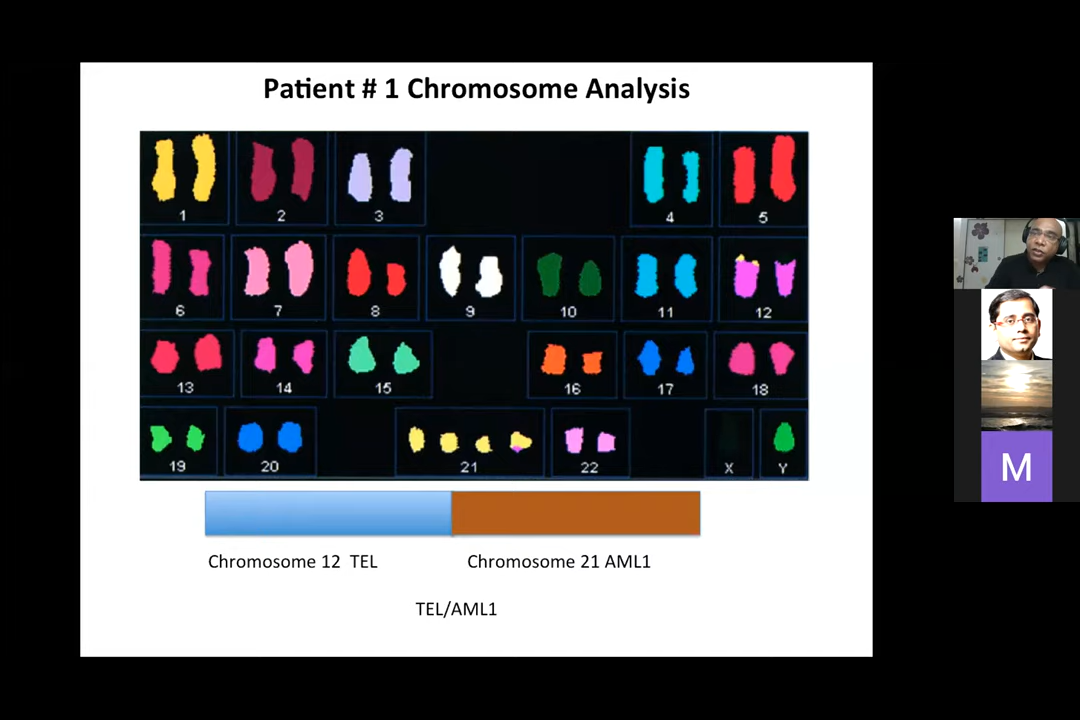 Patient # 1 Chromosome Analysis
1 2 3 4 5
6 7 8 9 10 11 12
13 14 15 16 17 18
19 20 21 22 X Y
Chromosome 12 TEL Chromosome 21 AML1
TEL/AML1
M